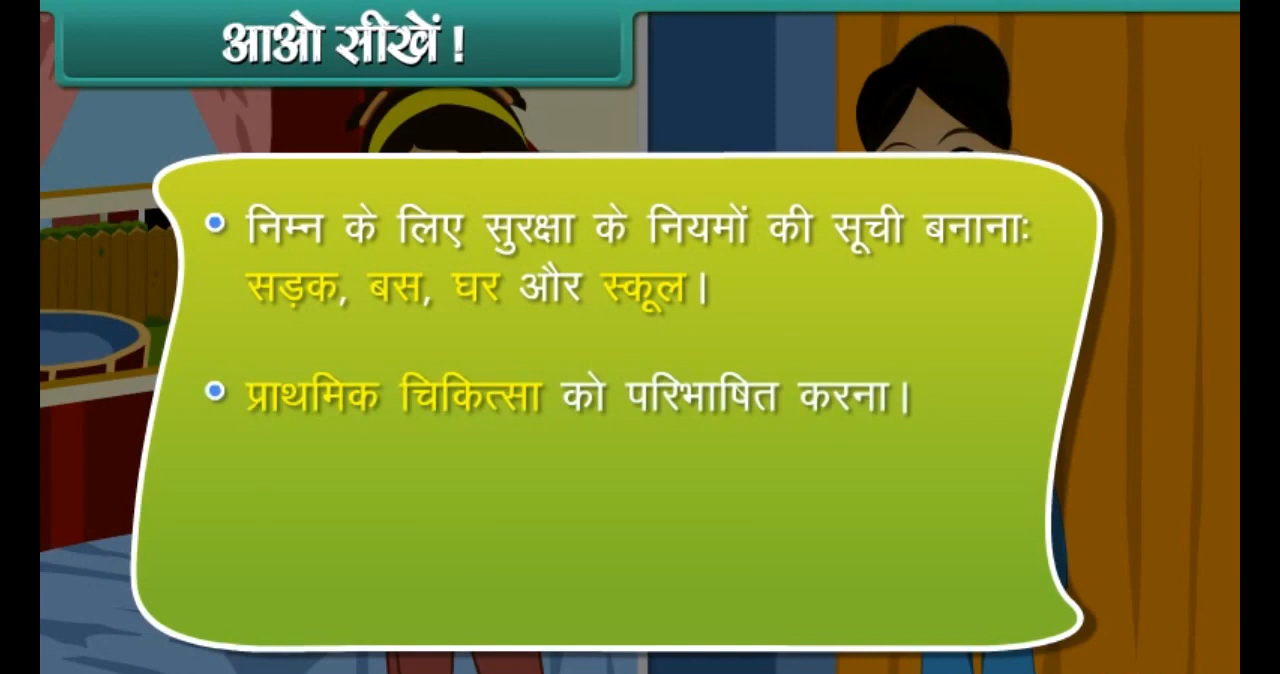 आओ सीखें!
निम्न के लिए सुरक्षा के नियमों की सूची बनानाः
सड़क, बस, घर और स्कूल।
प्राथमिक चिकित्सा को परिभाषित करना।